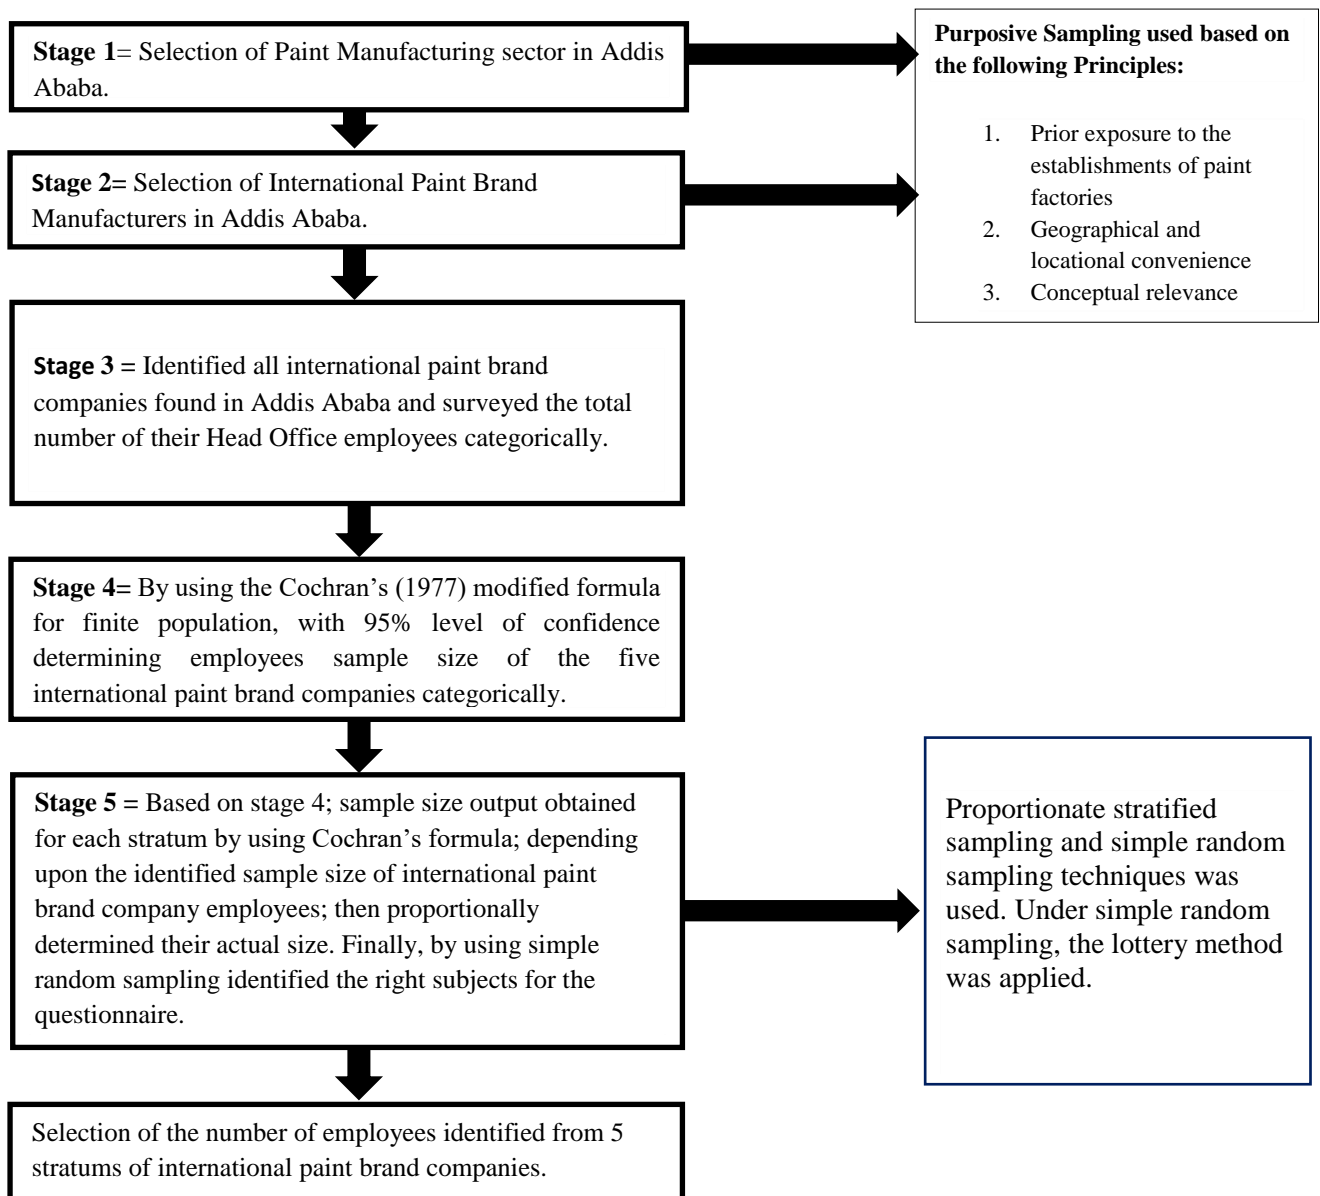 Stage 1= Selection of Paint Manufacturing sector in Addis
Ababa.
Purposive Sampling used based on
the following Principles:
1. Prior exposure to the
establishments of paint
factories
2. Geographical and
locational convenience
3. Conceptual relevance
Stage 2= Selection of International Paint Brand
Manufacturers in Addis Ababa.
Stage 3 = Identified all international paint brand
companies found in Addis Ababa and surveyed the total
number of their Head Office employees categorically.
Stage 4= By using the Cochran’s (1977) modified formula
for finite population, with 95% level of confidence
determining employees sample size of the five
international paint brand companies categorically.
Stage 5 = Based on stage 4; sample size output obtained
for each stratum by using Cochran’s formula; depending
upon the identified sample size of international paint
brand company employees; then proportionally
determined their actual size. Finally, by using simple
random sampling identified the right subjects for the
questionnaire.
Proportionate stratified
sampling and simple random
sampling techniques was
used. Under simple random
sampling, the lottery method
was applied.
Selection of the number of employees identified from 5
stratums of international paint brand companies.